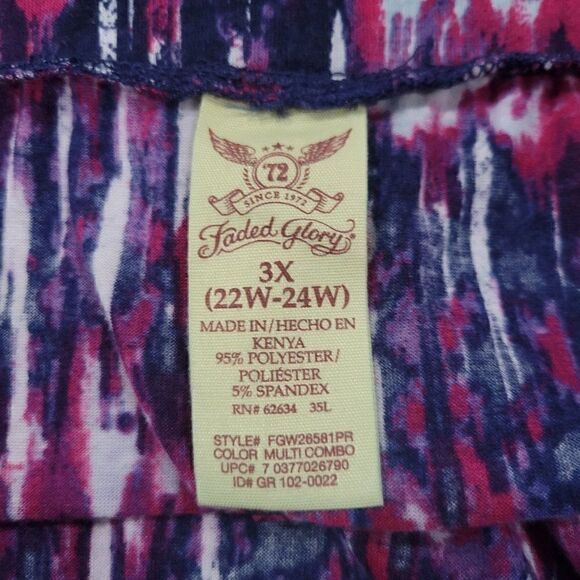 '72
SINCE 1972
Faded Glory®
3X
(22W-24W)
MADE IN/HECHO EN
KENYA
95% POLYESTER/
POLIÉSTER
5% SPANDEX
RN# 62634 35L
STYLE# FGW26581PR
COLOR MULTI COMBO
UPC# 7 0377026790
ID# GR 102-0022